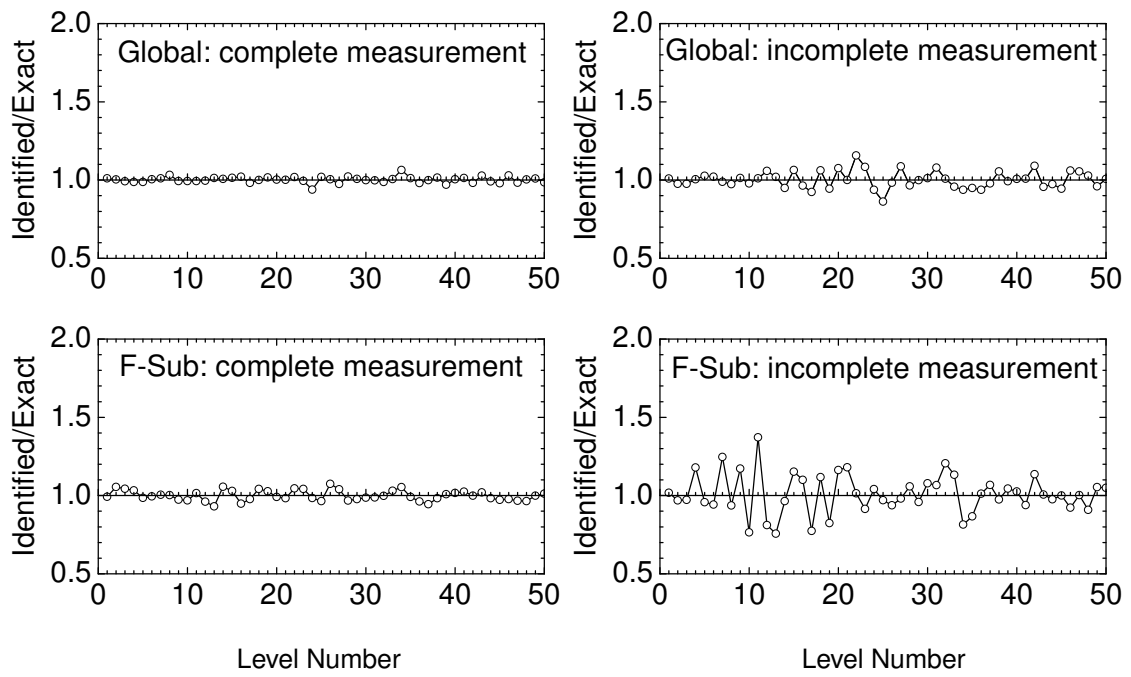 2.0
Global: complete measurement
1.5
1.0
0.5
0 10 20 30 40 50
Identified/Exact
2.0
Global: incomplete measurement
1.5
1.0
0.5
0 10 20 30 40 50
Identified/Exact
2.0
F-Sub: complete measurement
1.5
1.0
0.5
0 10 20 30 40 50
Identified/Exact
Level Number
2.0
F-Sub: incomplete measurement
1.5
1.0
0.5
0 10 20 30 40 50
Identified/Exact
Level Number